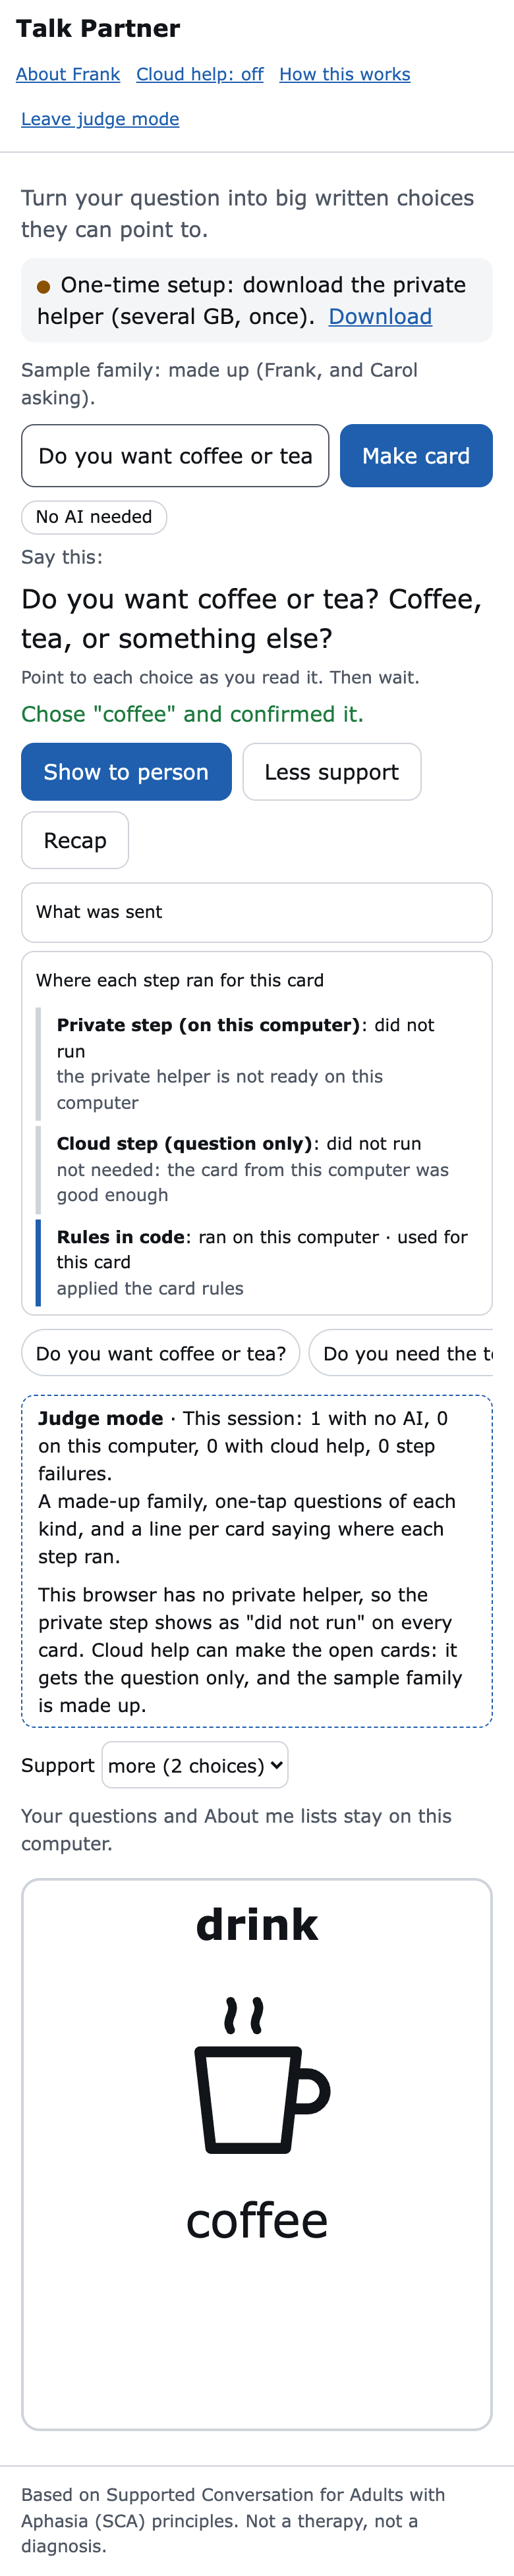 Talk Partner
About Frank Cloud help: off How this works
Leave judge mode
Turn your question into big written choices
they can point to.
One-time setup: download the private
helper (several GB, once). Download
Sample family: made up (Frank, and Carol
asking).
Do you want coffee or tea Make card
No AI needed
Say this:
Do you want coffee or tea? Coffee,
tea, or something else?
Point to each choice as you read it. Then wait.
Chose "coffee" and confirmed it.
Show to person Less support
Recap
What was sent
Where each step ran for this card
Private step (on this computer): did not
run
the private helper is not ready on this
computer
Cloud step (question only): did not run
not needed: the card from this computer was
good enough
Rules in code: ran on this computer · used for
this card
applied the card rules
Do you want coffee or tea? Do you need the
Judge mode · This session: 1 with no AI, 0
on this computer, 0 with cloud help, 0 step
failures.
A made-up family, one-tap questions of each
kind, and a line per card saying where each
step ran.
This browser has no private helper, so the
private step shows as "did not run" on every
card. Cloud help can make the open cards: it
gets the question only, and the sample family
is made up.
Support more (2 choices)
Your questions and About me lists stay on this
computer.
drink
coffee
Based on Supported Conversation for Adults with
Aphasia (SCA) principles. Not a therapy, not a
diagnosis.